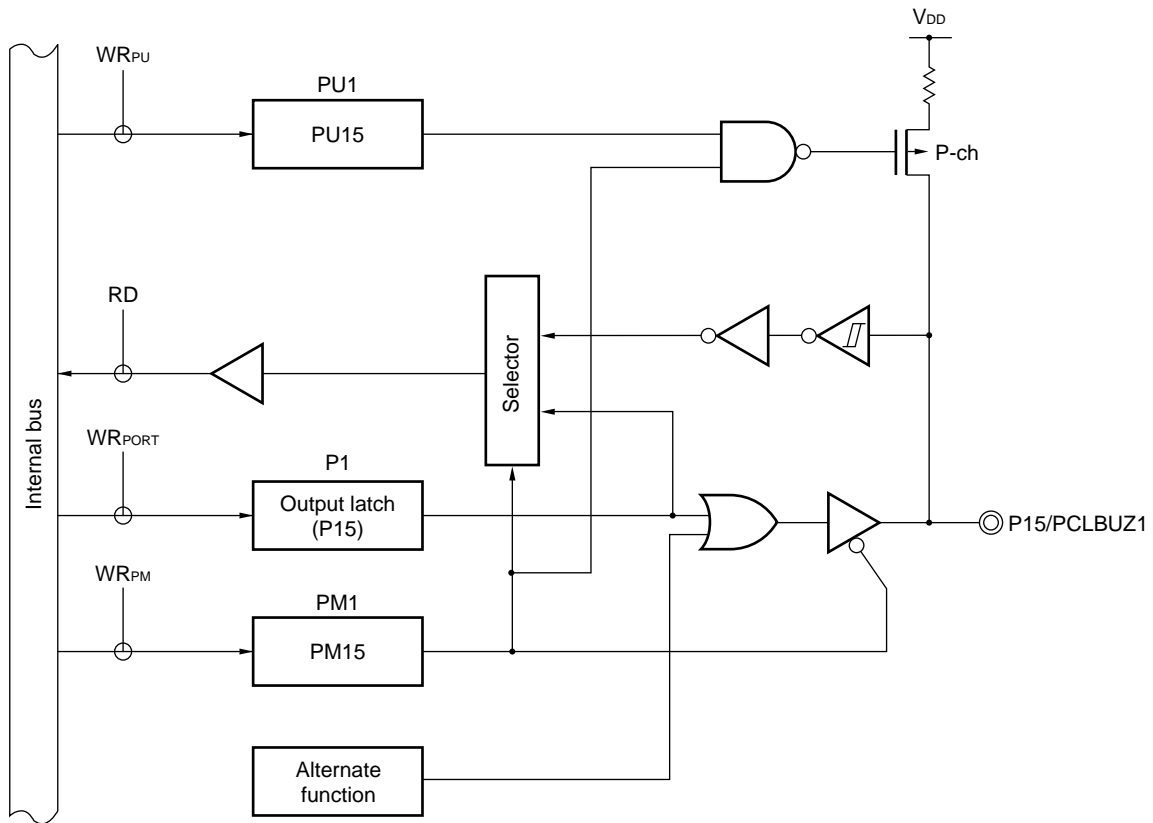 VDD
WRPU
PU1
PU15
P-ch
RD
Selector
Internal bus
WRPORT
P1
Output latch
(P15)
P15/PCLBUZ1
WRPM
PM1
PM15
Alternate
function